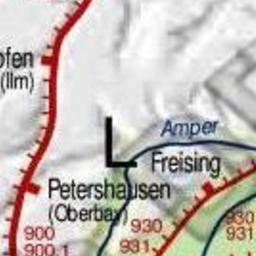 ofen
(Ilm)
Amper
Freising
Petershausen
(Oberbay)
900
900.1
930
931
930
931